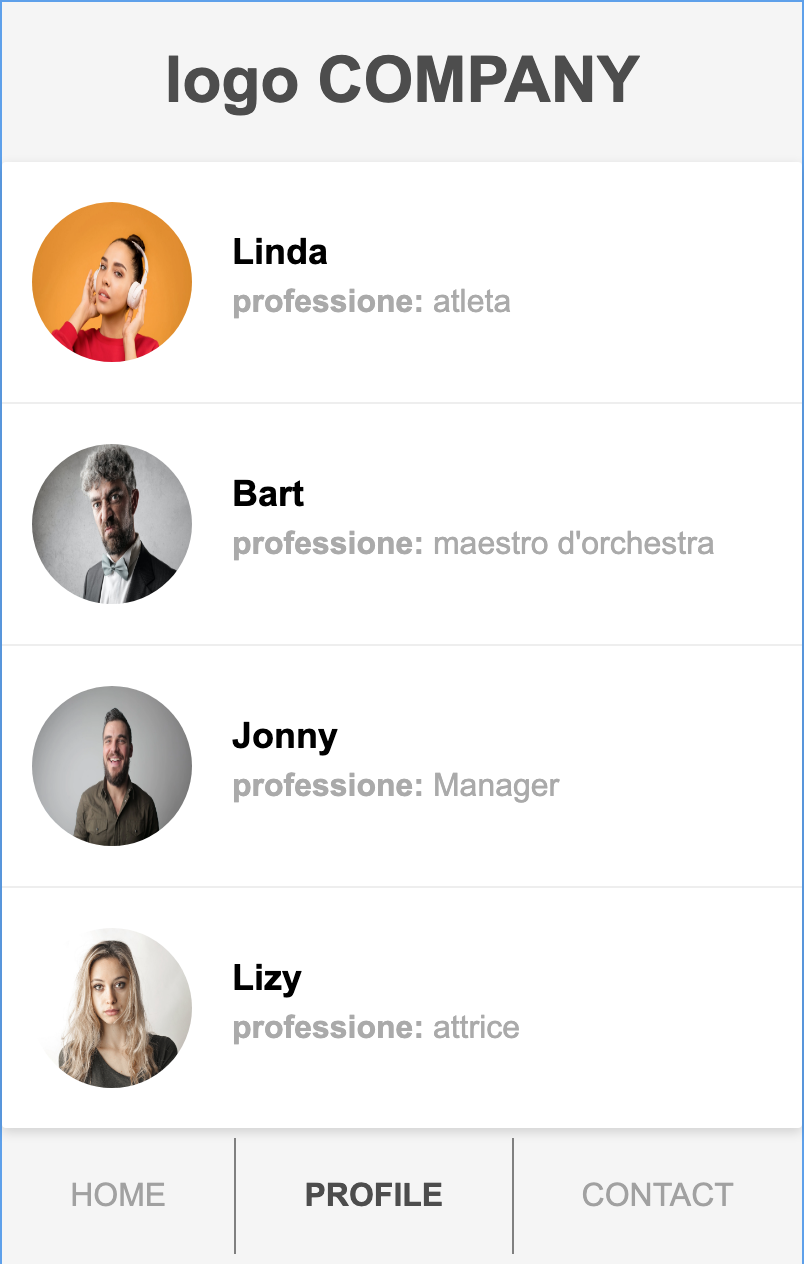 logo COMPANY
Linda
professione: atleta
Bart
professione: maestro d'orchestra
Jonny
professione: Manager
Lizy
professione: attrice
HOME PROFILE CONTACT